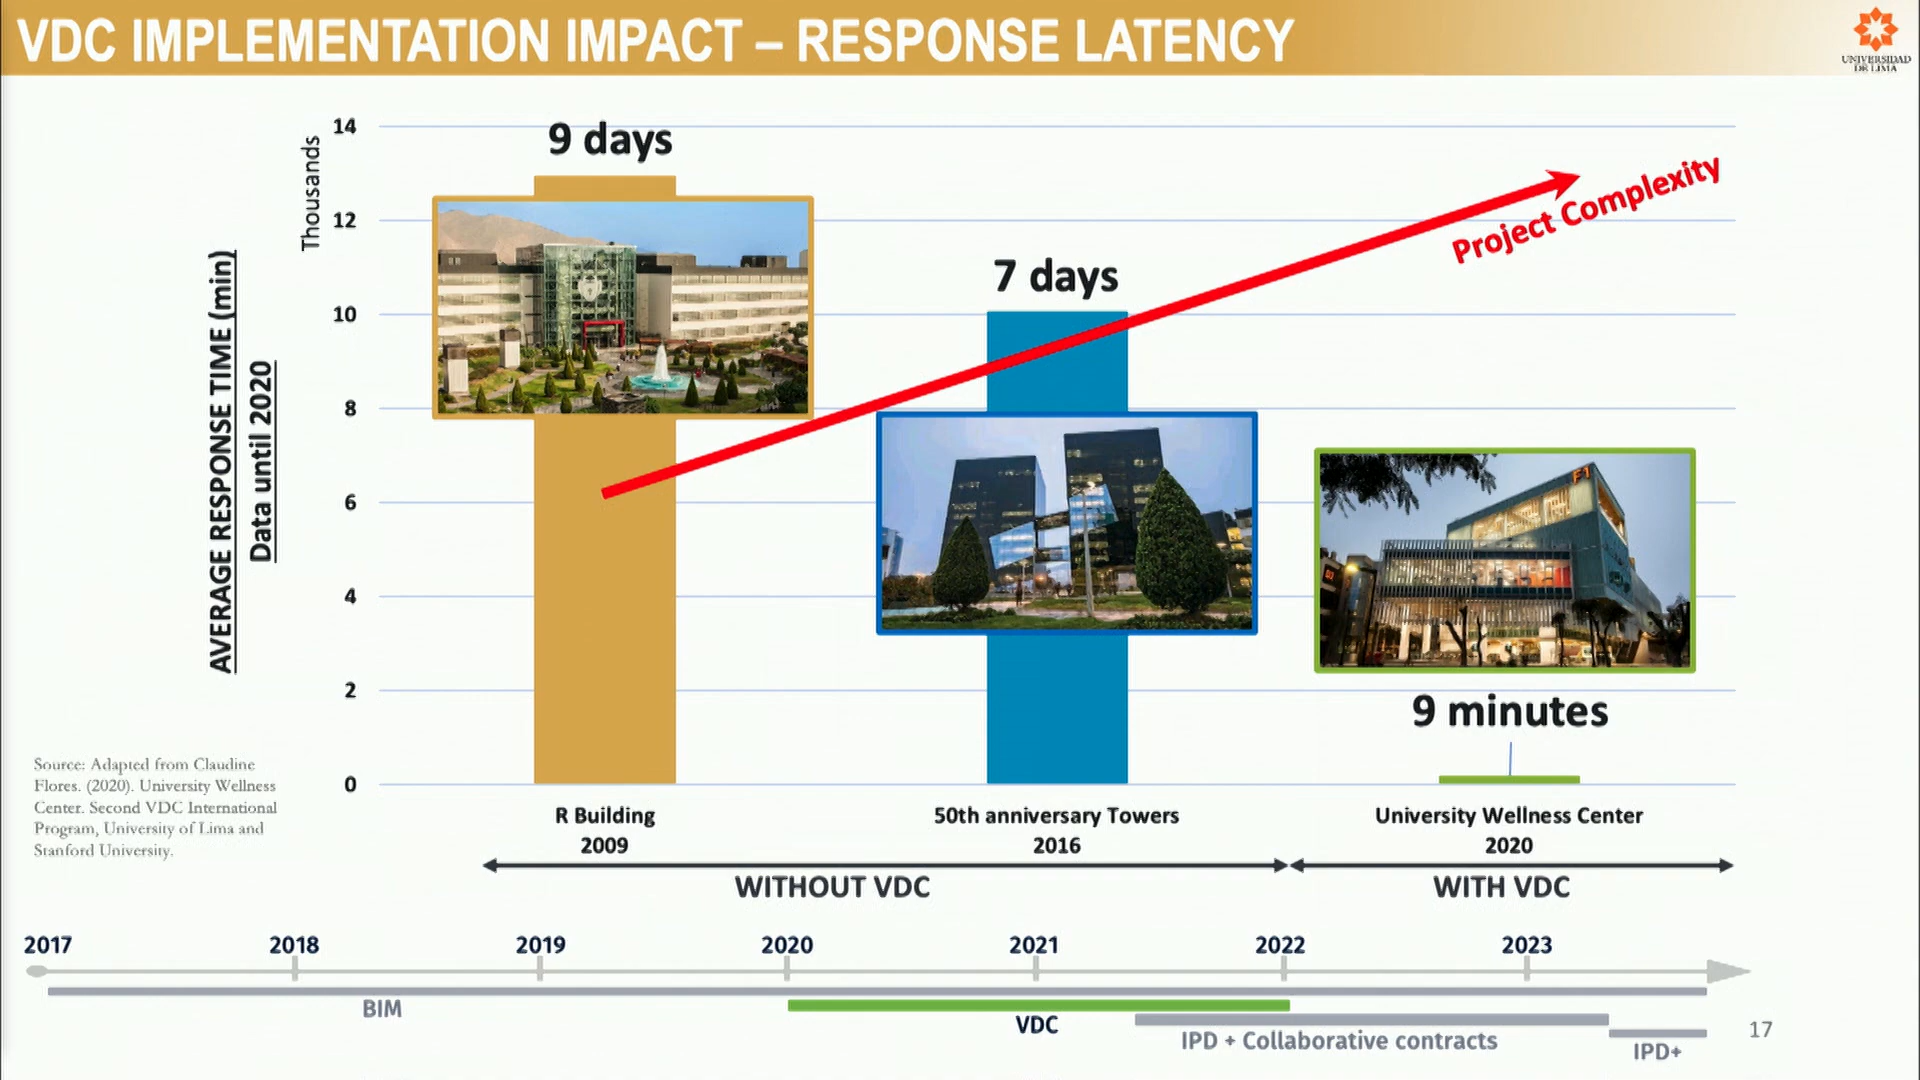 VDC IMPLEMENTATION IMPACT – RESPONSE LATENCY
UNIVERSIDAD
DE LIMA
AVERAGE RESPONSE TIME (min)
Data until 2020
Thousands
14
12
10
8
6
4
2
0
9 days
7 days
9 minutes
Project Complexity
F1
R Building
2009
50th anniversary Towers
2016
University Wellness Center
2020
WITHOUT VDC
WITH VDC
Source: Adapted from Claudine
Flores. (2020). University Wellness
Center. Second VDC International
Program, University of Lima and
Stanford University.
2017
2018
2019
2020
2021
2022
2023
BIM
VDC
IPD + Collaborative contracts
IPD+
17